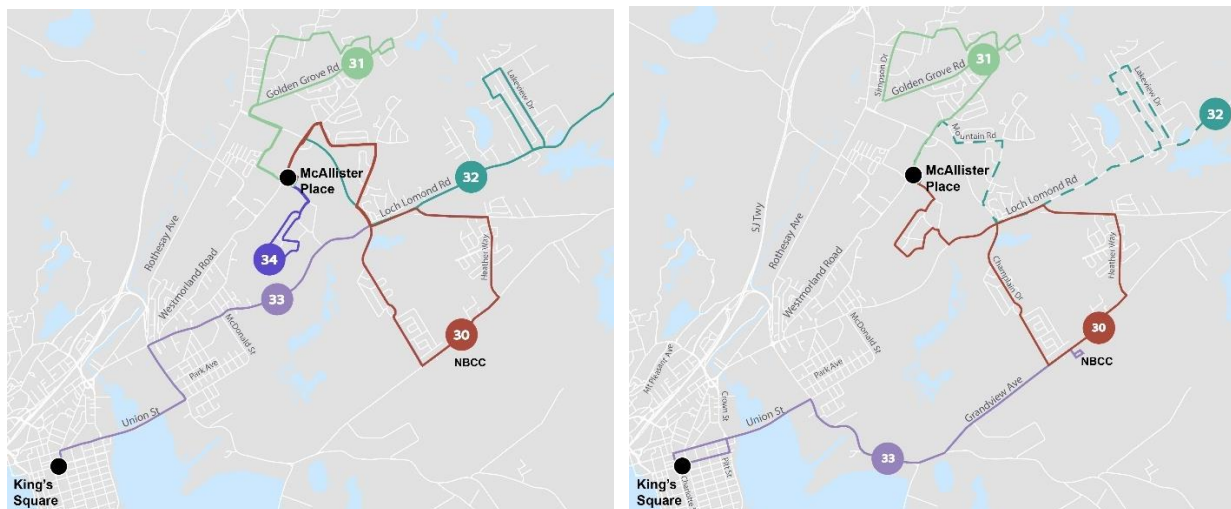 31
Golden Grove Rd
Lakeview Dr
McAllister
Place
32
Loch Lomond Rd
Rothesay Ave
Westmorland Road
34
Heather Way
33
McDonald St
30
NBCC
Park Ave
Union St
King's
Square
Simpson Dr
31
Golden Grove Rd
Lakeview Dr
32
Mountain Rd
McAllister
Place
Loch Lomond Rd
SJ Twy
Rothesay Ave
Westmorland Road
Heather Way
Champlain Dr
30
NBCC
McDonald St
Mt Pleasant Ave
Park Ave
Grandview Ave
Crown St
Union St
33
Pitt St
King's
Square
Charlotte